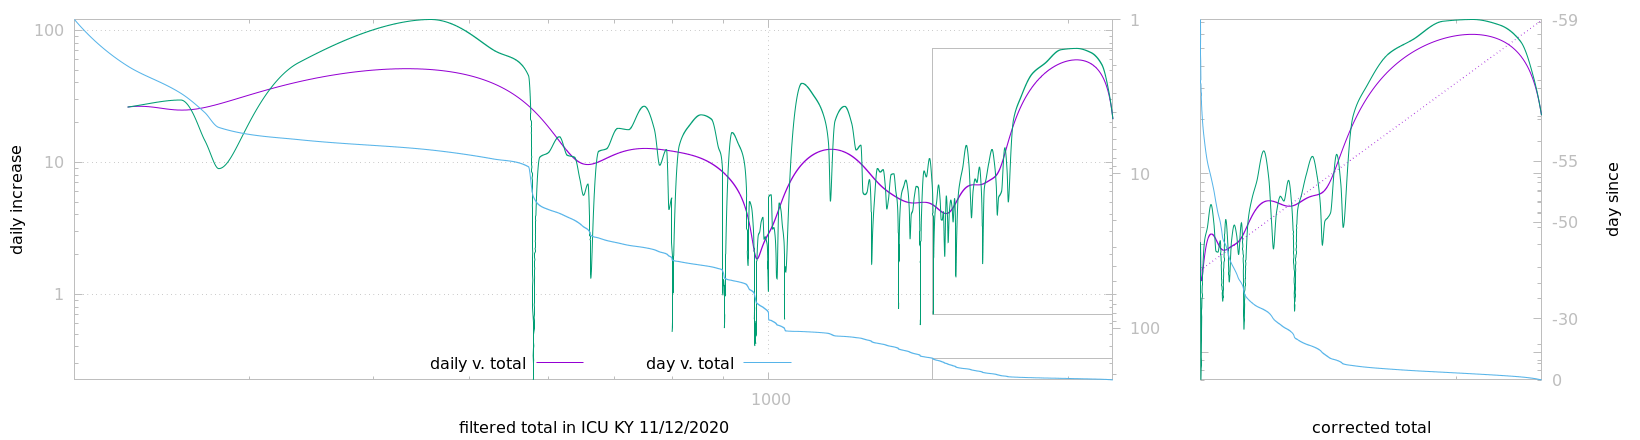 100
10
1
daily increase
daily v. total
day v. total
1000
filtered total in ICU KY 11/12/2020
1
10
100
-59
-55
-50
-30
0
day since
corrected total